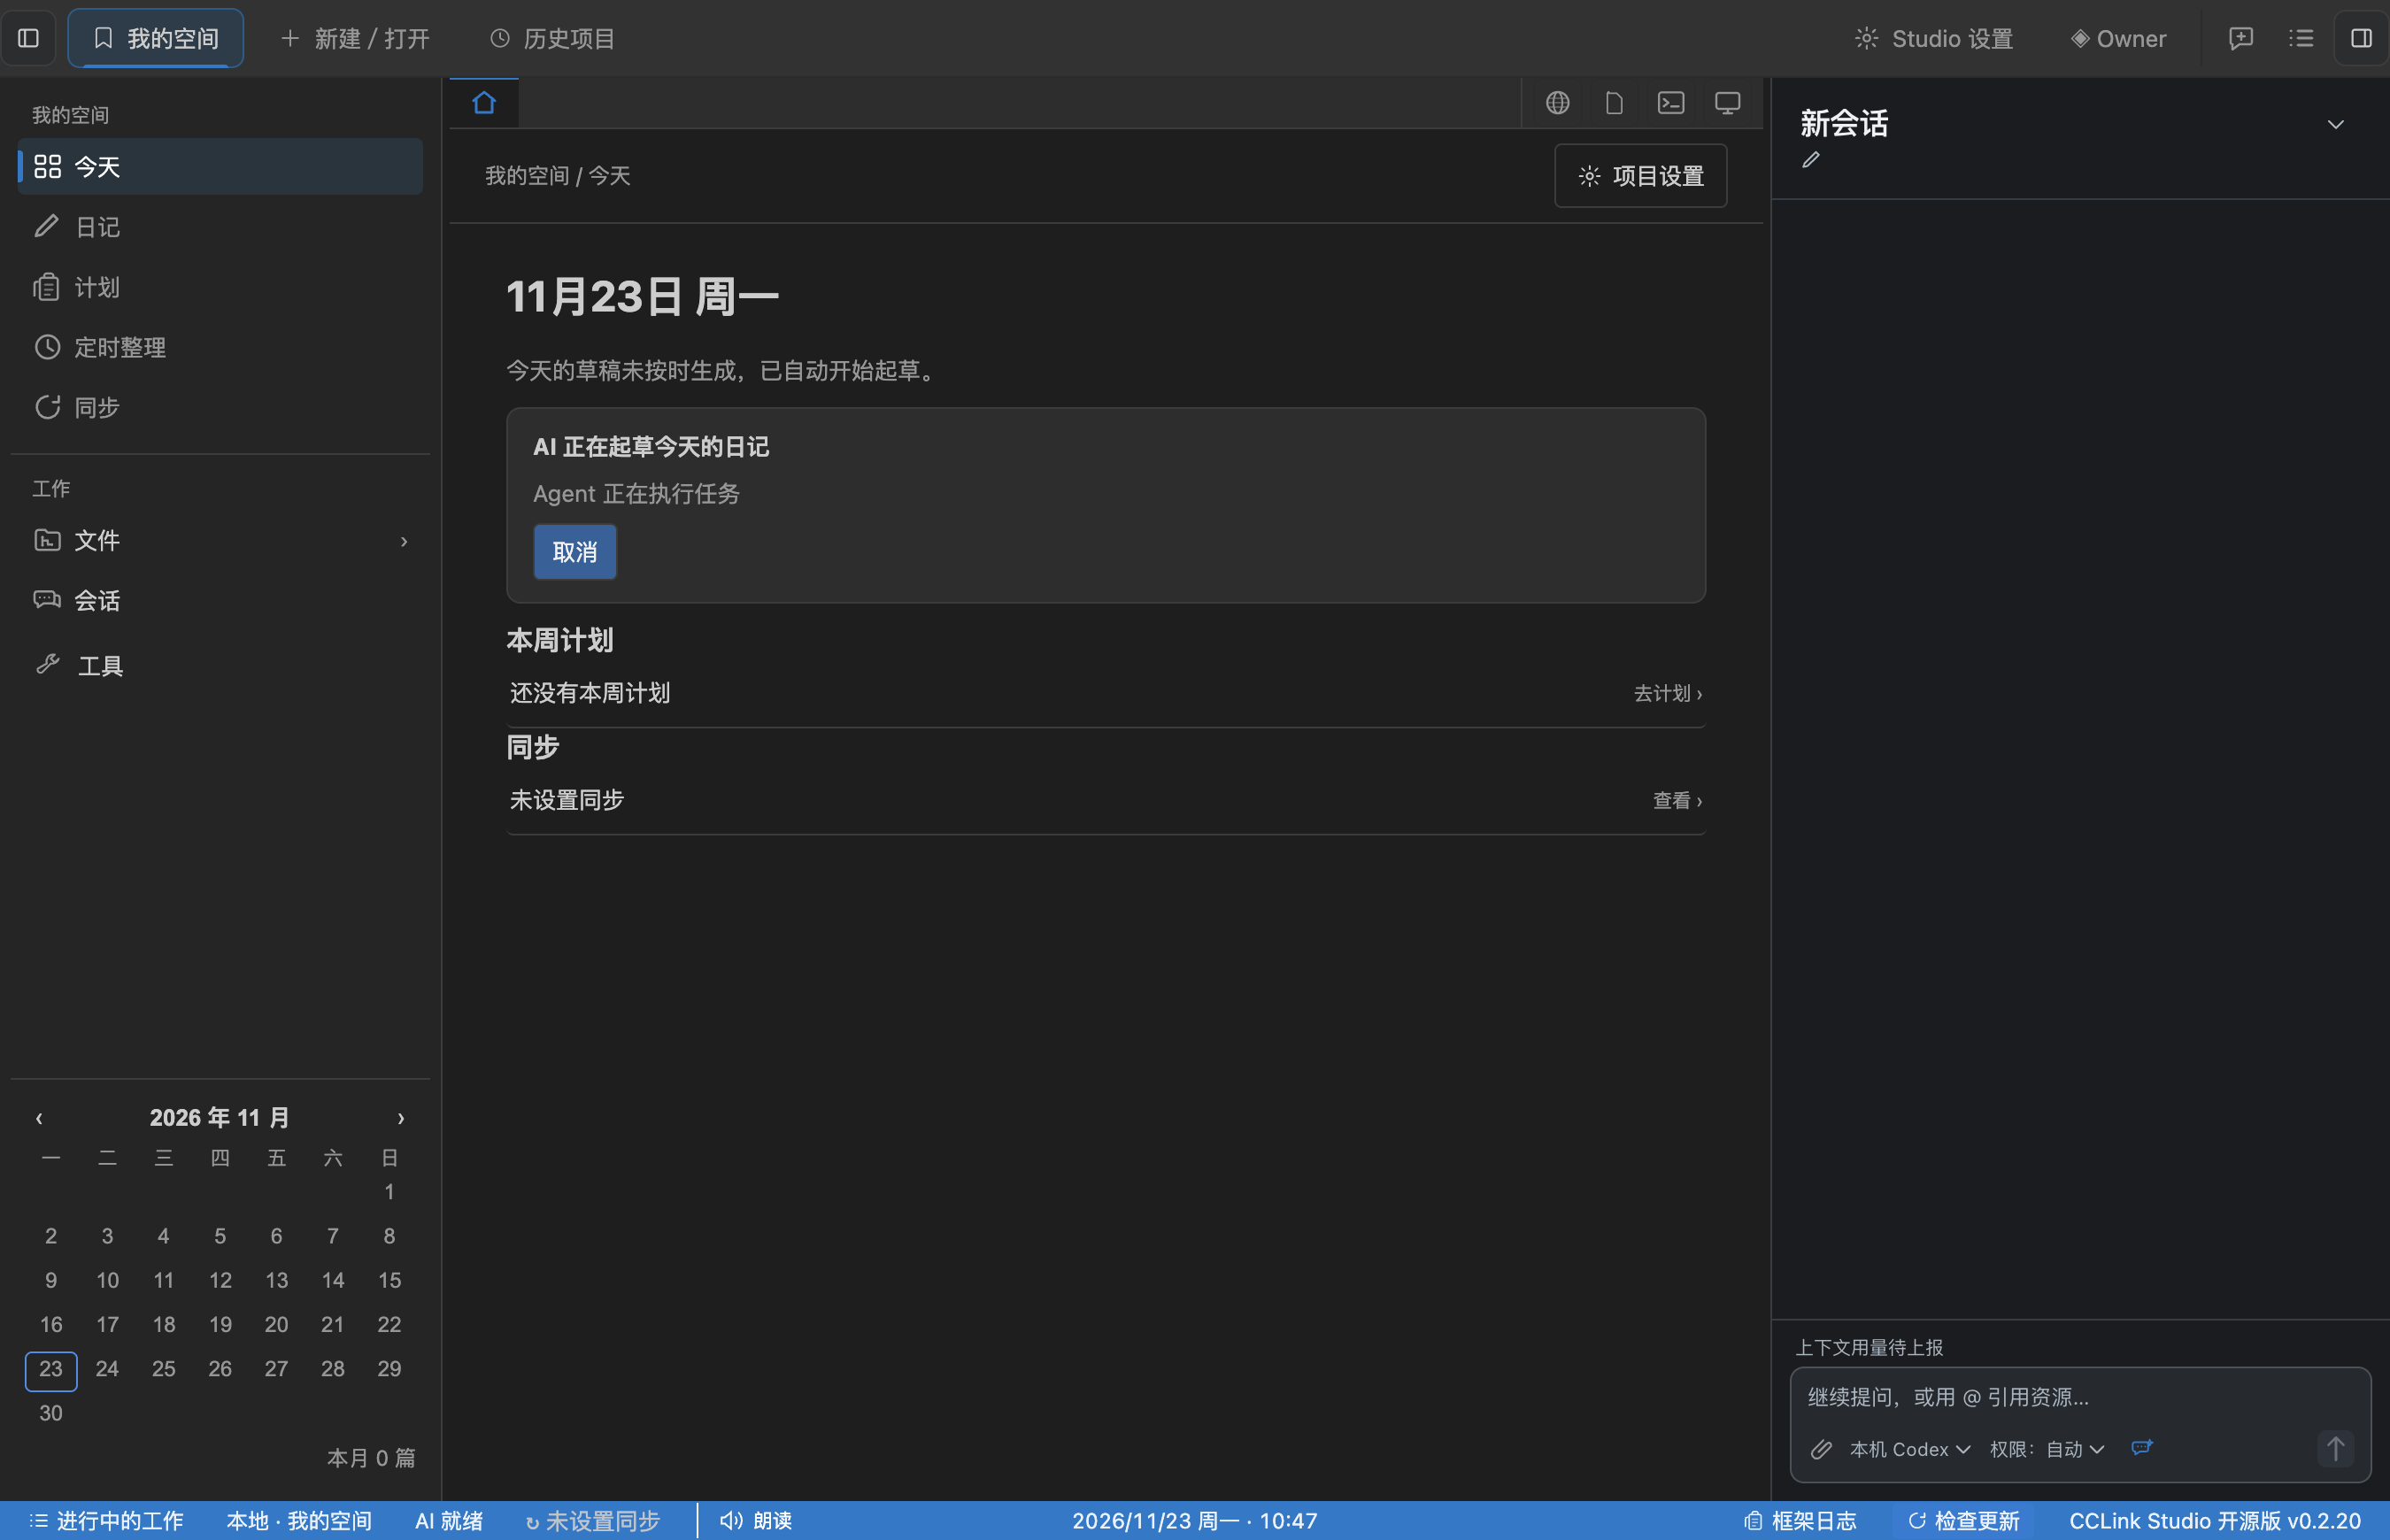 我的空间
新建 / 打开
历史项目
Studio 设置
Owner
我的空间
今天
日记
计划
定时整理
同步
工作
文件
会话
工具
2026 年 11 月
一 二 三 四 五 六 日
1
2 3 4 5 6 7 8
9 10 11 12 13 14 15
16 17 18 19 20 21 22
23 24 25 26 27 28 29
30
本月 0 篇
我的空间 / 今天
项目设置
11月23日 周一
今天的草稿未按时生成，已自动开始起草。
AI 正在起草今天的日记
Agent 正在执行任务
取消
本周计划
还没有本周计划
去计划 ›
同步
未设置同步
查看 ›
新会话
上下文用量待上报
继续提问，或用 @ 引用资源...
本机 Codex
权限：自动
进行中的工作
本地 · 我的空间
AI 就绪
未设置同步
朗读
2026/11/23 周一 · 10:47
框架日志
检查更新
CCLink Studio 开源版 v0.2.20